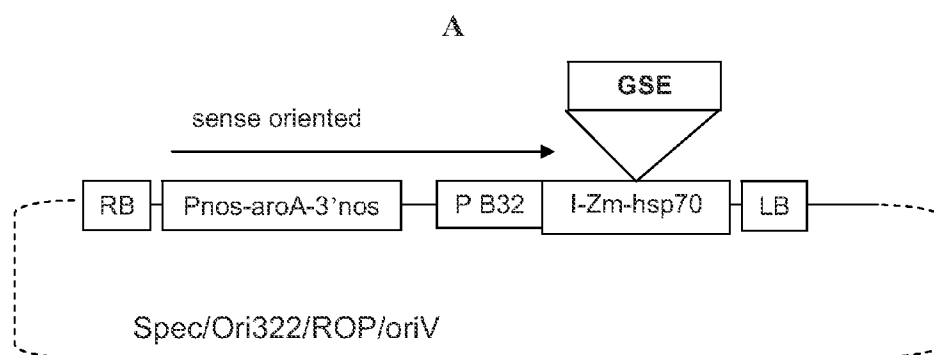 A
GSE
sense oriented
RB Pnos-aroA-3'nos P B32 I-Zm-hsp70 LB
Spec/Ori322/ROP/oriV